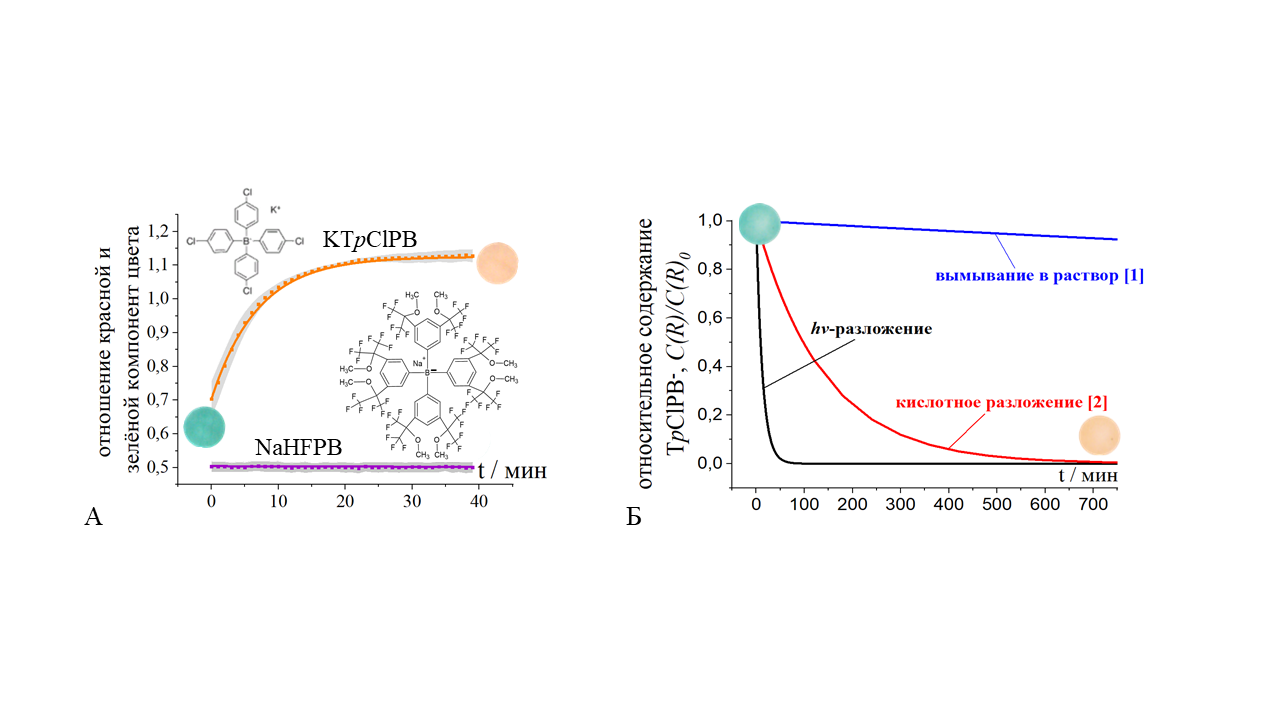 отношение красной и
зелёной компонент цвета
1,2
1,1
1,0
0,9
0,8
0,7
0,6
0,5
0
10
20
30
40
t / мин
KTpClPB
NaHFPB
Cl
K+
Cl
B-
Cl
Cl
H₃C
O
CH₃
O
F
Na+
B
А
относительное содержание
TpClPB-, C(R)/C(R)0
1,0
0,8
0,6
0,4
0,2
0,0
вымывание в раствор [1]
hν-разложение
кислотное разложение [2]
t / мин
0
100
200
300
400
500
600
700
Б